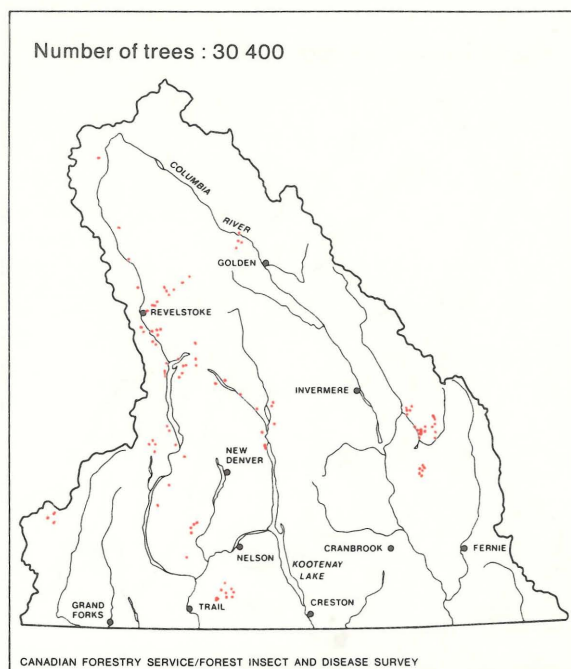 Number of trees : 30 400
COLUMBIA
RIVER
GOLDEN
REVELSTOKE
INVERMERE
NEW
DENVER
NELSON
CRANBROOK
FERNIE
KOOTENAY
LAKE
GRAND
FORKS
TRAIL
CRESTON
CANADIAN FORESTRY SERVICE/FOREST INSECT AND DISEASE SURVEY